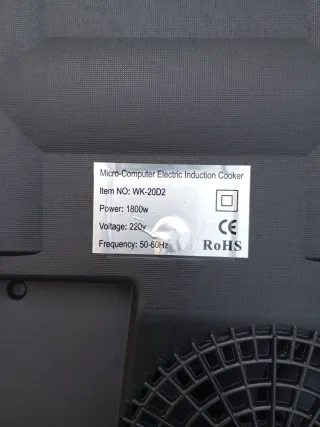 Micro-Computer Electric Induction Cooker
Item NO: WK-20D2
Power: 1800w
Voltage: 220v
CE
Frequency: 50-60Hz
RoHS